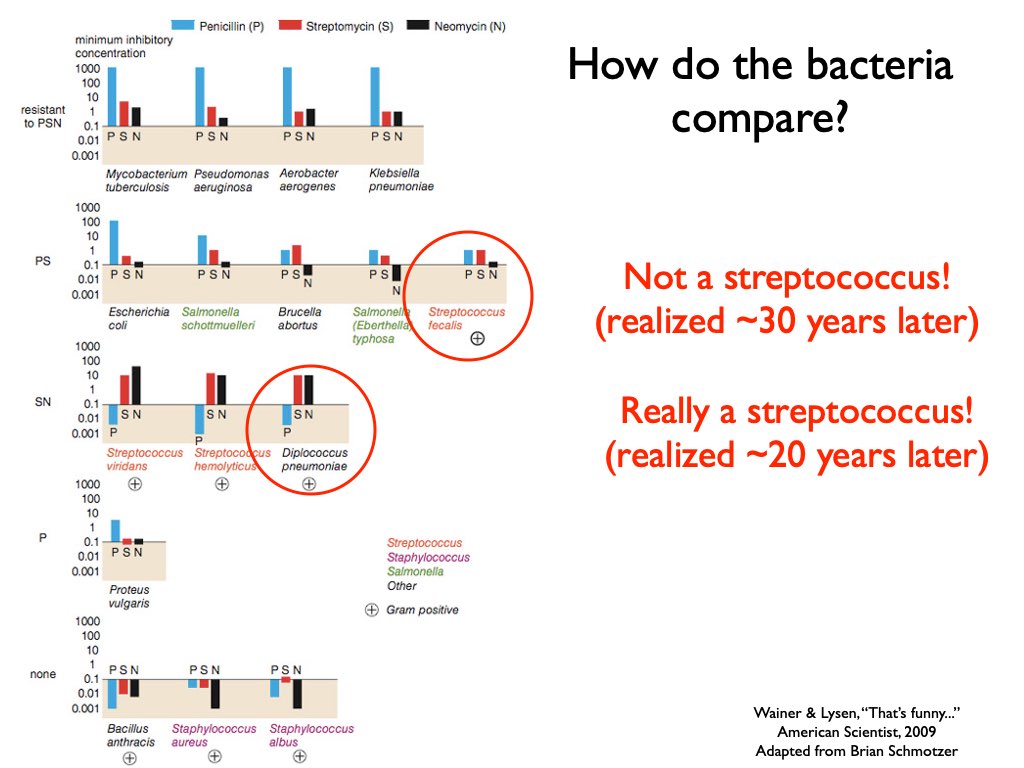 Penicillin (P) Streptomycin (S) Neomycin (N)
How do the bacteria
compare?
minimum inhibitory
concentration
1000
100
10
1
0.1
0.01
0.001
resistant
to PSN
P S N P S N P S N P S N
Mycobacterium Pseudomonas Aerobacter Klebsiella
tuberculosis aeruginosa aerogenes pneumoniae
1000
100
10
1
0.1
0.01
0.001
PS
P S N P S N P S N P S N P S N
Escherichia Salmonella Brucella Salmonella Streptococcus
coli schottmuelleri abortus (Eberthella) fecalis
typhosa
Not a streptococcus!
(realized ~30 years later)
1000
100
10
1
0.1
0.01
0.001
SN
S N S N S N
P P P
Streptococcus Streptococcus Diplococcus
viridans hemolyticus pneumoniae
Really a streptococcus!
(realized ~20 years later)
1000
100
10
1
0.1
0.01
0.001
P
P S N
Proteus
vulgaris
Streptococcus
Staphylococcus
Salmonella
Other
Gram positive
1000
100
10
1
0.1
0.01
0.001
none
P S N P S N P S N
Bacillus Staphylococcus Staphylococcus
anthracis aureus albus
Wainer & Lysen, “That’s funny...”
American Scientist, 2009
Adapted from Brian Schmotzer